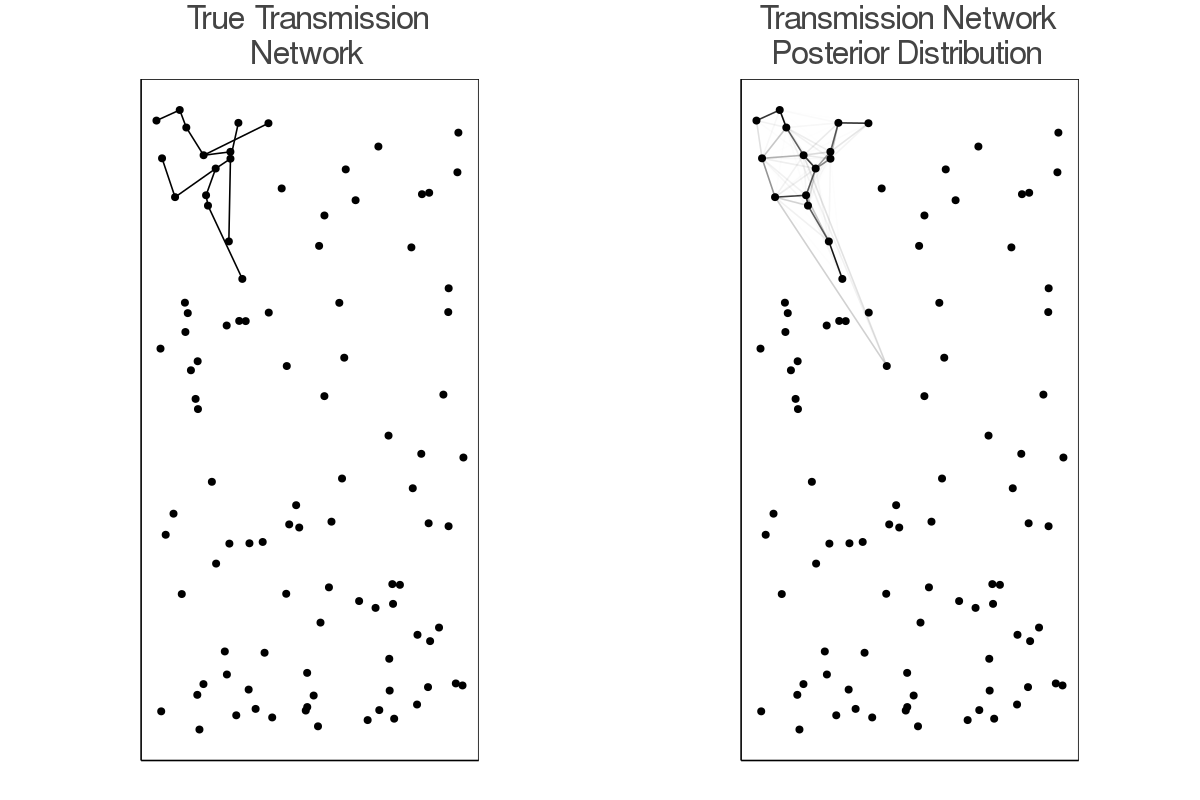 True Transmission
Network
Transmission Network
Posterior Distribution